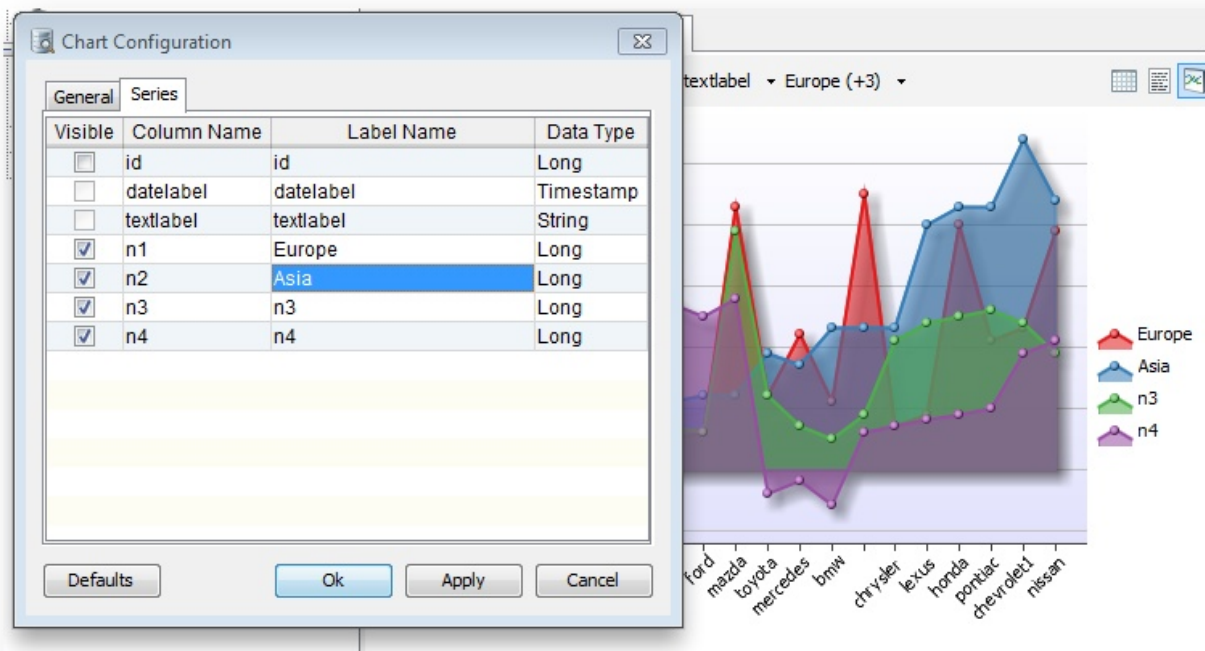 Chart Configuration
General Series
Visible Column Name Label Name Data Type
id id Long
datelabel datelabel Timestamp
textlabel textlabel String
n1 Europe Long
n2 Asia Long
n3 n3 Long
n4 n4 Long
Defaults Ok Apply Cancel
textlabel Europe (+3)
Europe
Asia
n3
n4
ford
mazda
toyota
mercedes
bmw
chrysler
lexus
honda
pontiac
chevrolet1
nissan